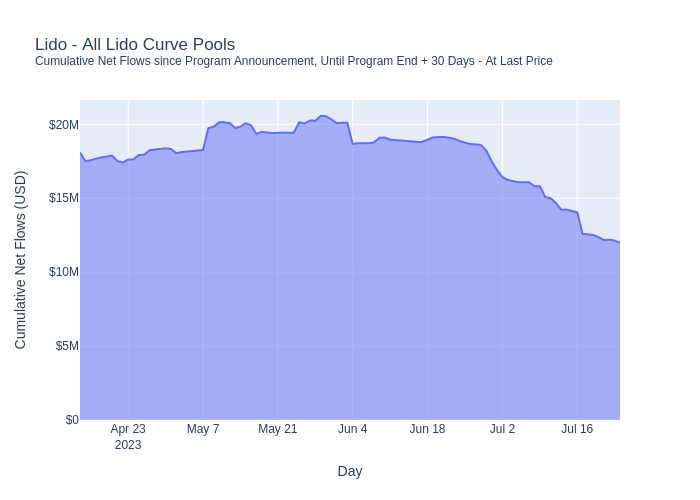 Lido - All Lido Curve Pools
Cumulative Net Flows since Program Announcement, Until Program End + 30 Days - At Last Price
Cumulative Net Flows (USD)
$20M
$15M
$10M
$5M
$0
Apr 23
2023
May 7
May 21
Jun 4
Jun 18
Jul 2
Jul 16
Day